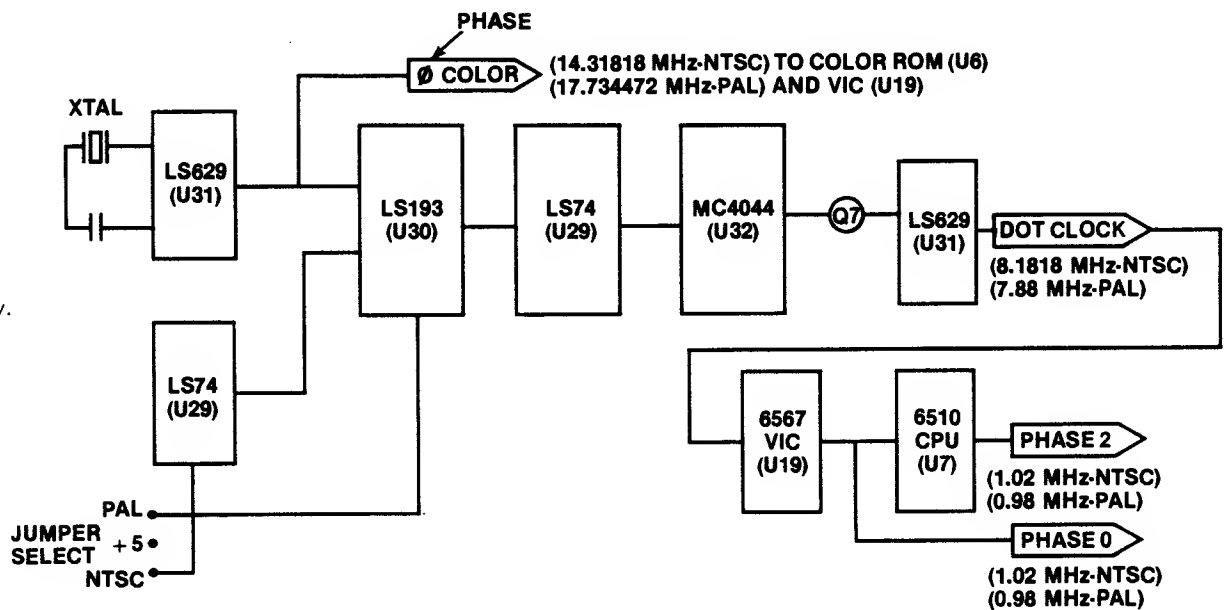 PHASE
Ø COLOR
(14.31818 MHz-NTSC) TO COLOR ROM (U6)
(17.734472 MHz-PAL) AND VIC (U19)
XTAL
LS629
(U31)
LS193
(U30)
LS74
(U29)
MC4044
(U32)
Q7
LS629
(U31)
DOT CLOCK
(8.1818 MHz-NTSC)
(7.88 MHz-PAL)
LS74
(U29)
6567
VIC
(U19)
6510
CPU
(U7)
PHASE 2
(1.02 MHz-NTSC)
(0.98 MHz-PAL)
PHASE 0
(1.02 MHz-NTSC)
(0.98 MHz-PAL)
PAL
JUMPER
SELECT
+5
NTSC